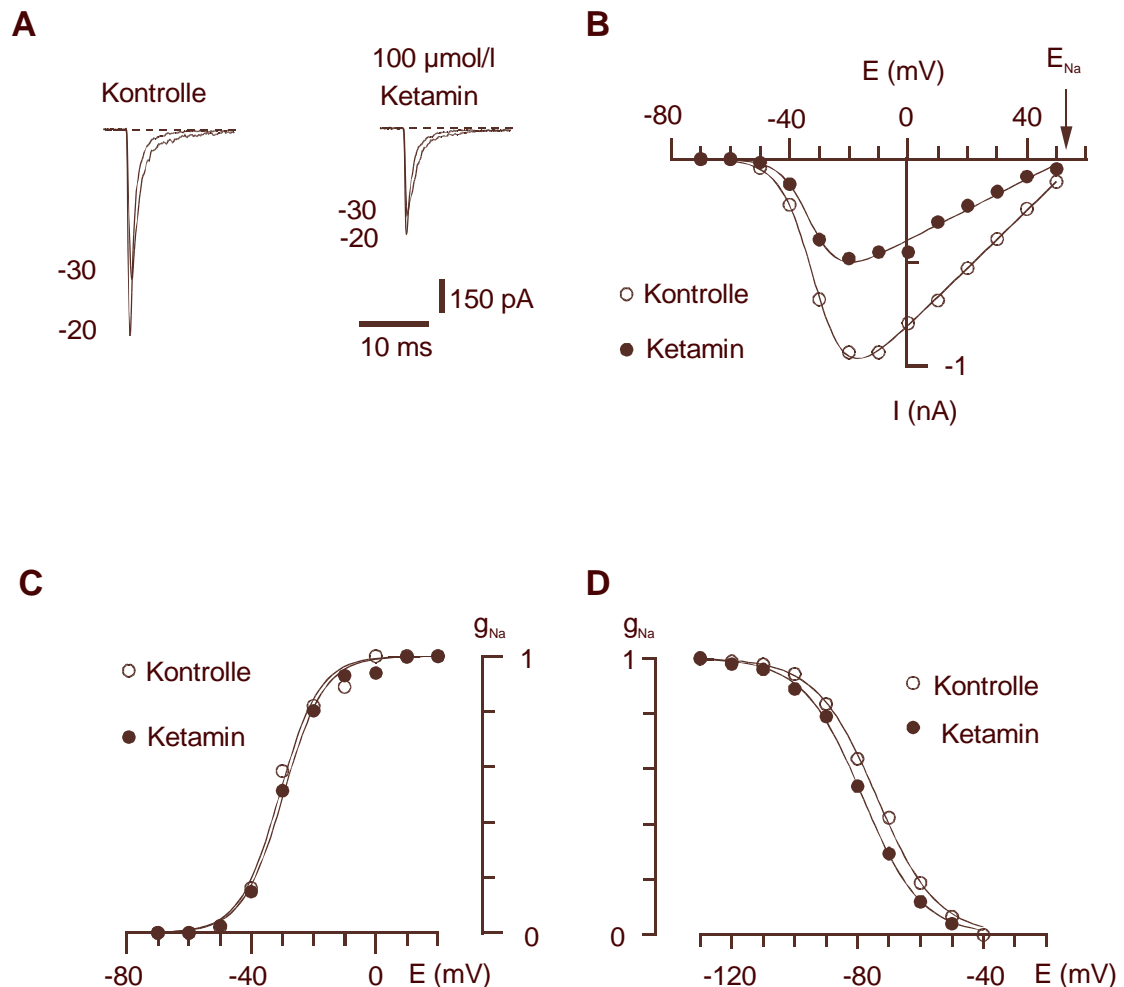 A
Kontrolle
100 µmol/l
Ketamin
-30
-20
-30
-20
150 pA
10 ms
B
E (mV)
E_Na
-80
-40
0
40
Kontrolle
Ketamin
-1
I (nA)
C
Kontrolle
Ketamin
g_Na
1
0
-80
-40
0
E (mV)
D
g_Na
1
0
Kontrolle
Ketamin
-120
-80
-40
E (mV)